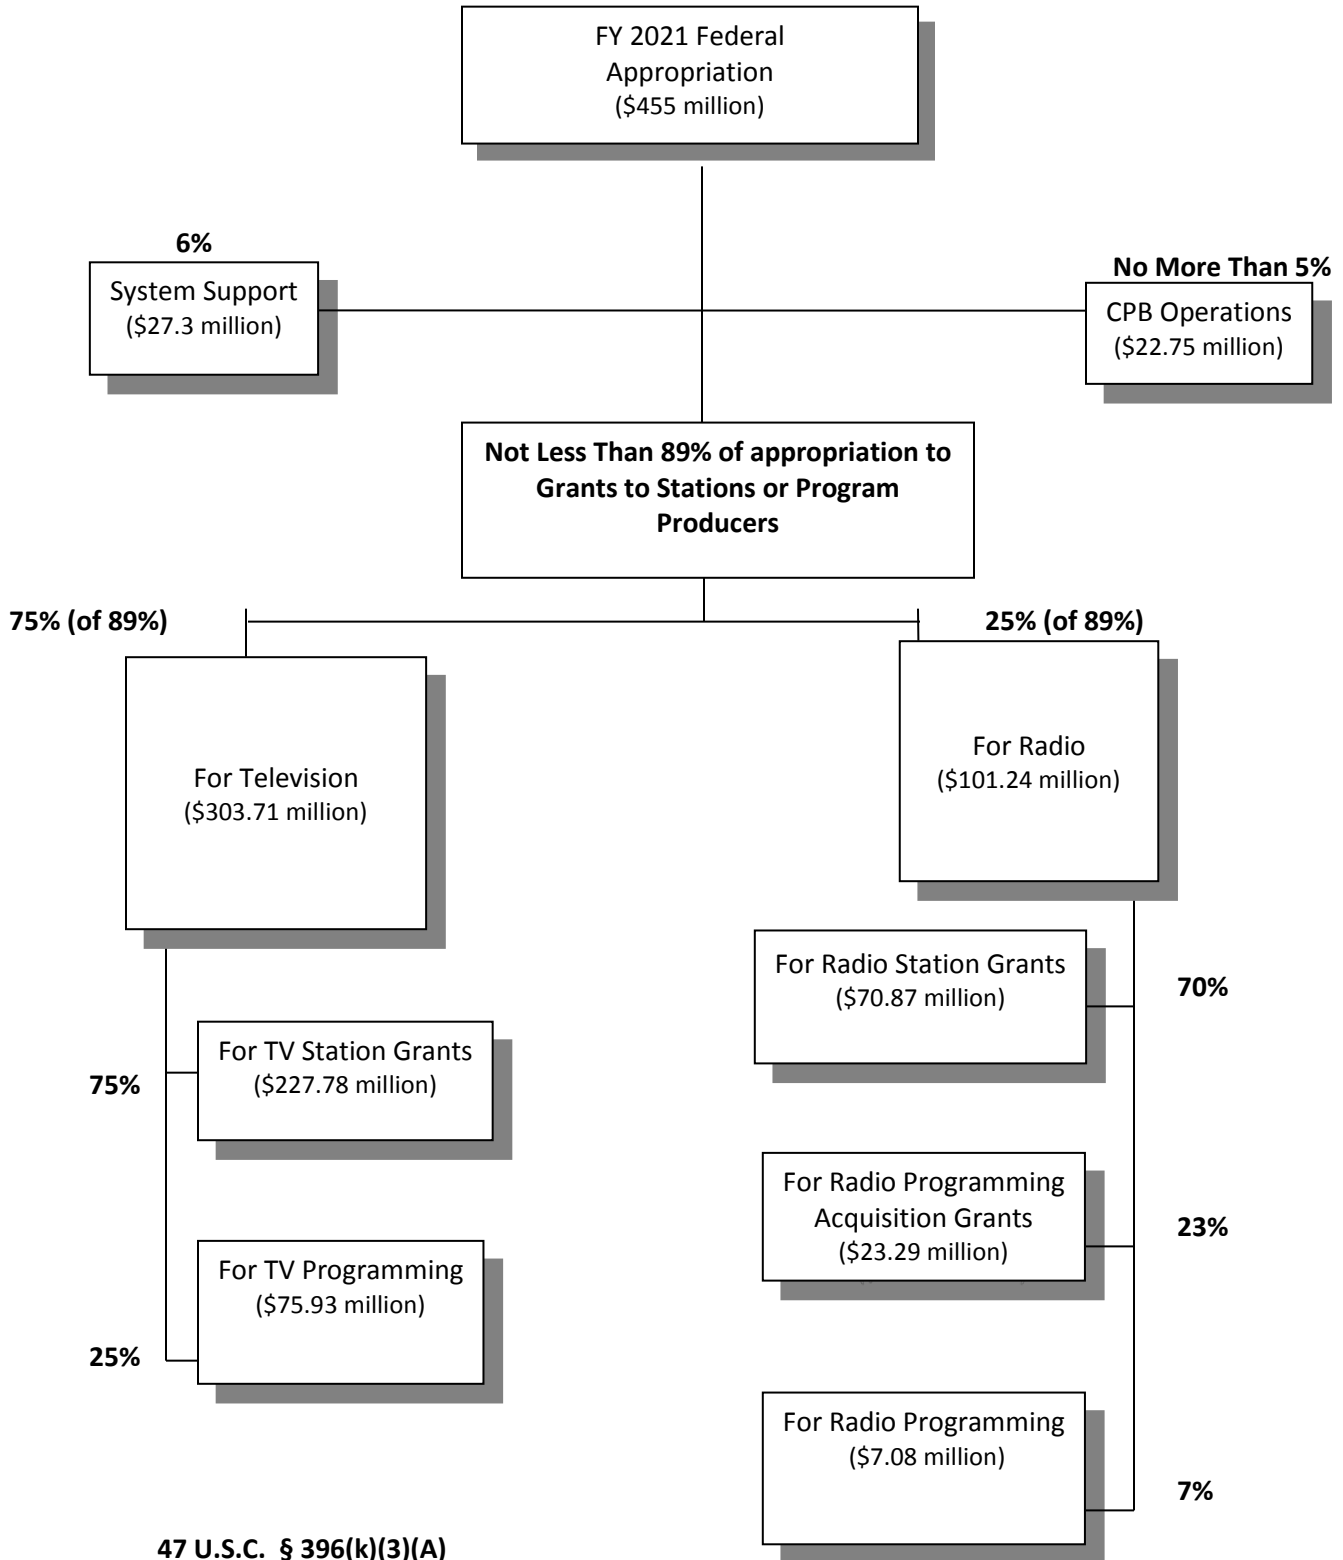 FY 2021 Federal
Appropriation
($455 million)
6%
System Support
($27.3 million)
No More Than 5%
CPB Operations
($22.75 million)
Not Less Than 89% of appropriation to
Grants to Stations or Program
Producers
75% (of 89%)
25% (of 89%)
For Television
($303.71 million)
For Radio
($101.24 million)
For TV Station Grants
($227.78 million)
75%
For TV Programming
($75.93 million)
25%
For Radio Station Grants
($70.87 million)
70%
For Radio Programming
Acquisition Grants
($23.29 million)
23%
For Radio Programming
($7.08 million)
7%
47 U.S.C. § 396(k)(3)(A)